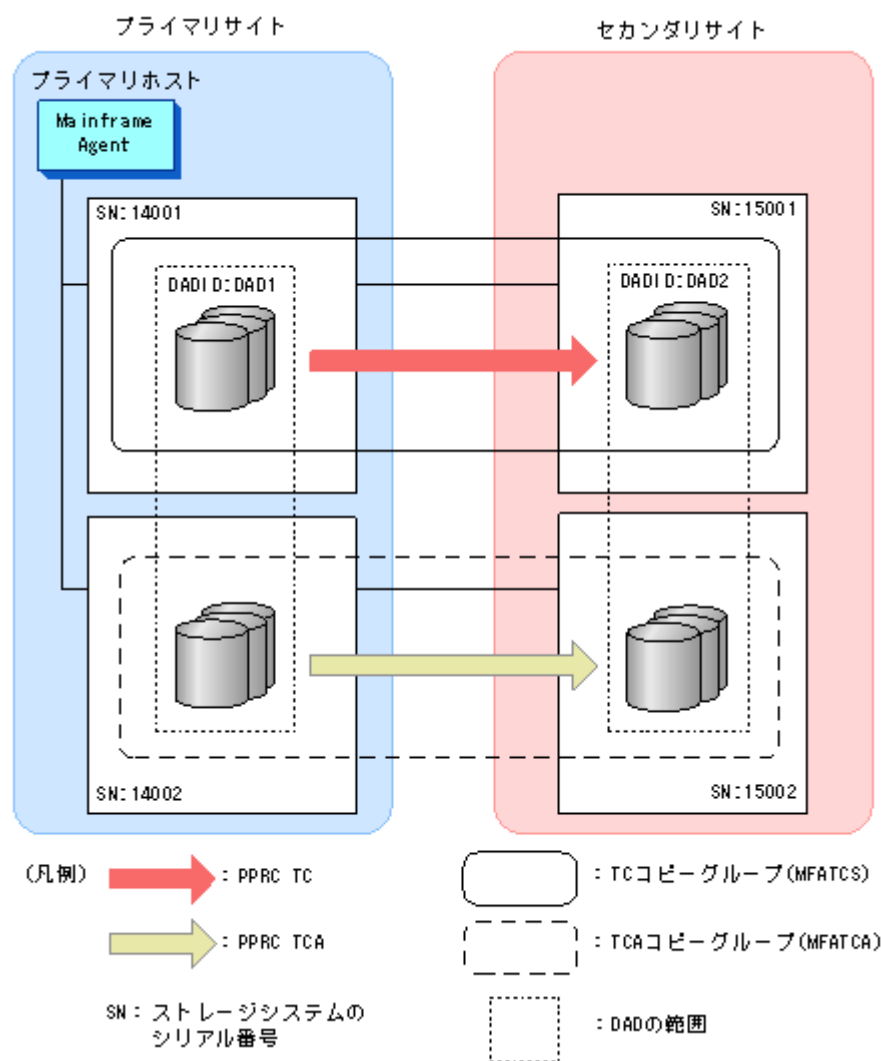 プライマリサイト
セカンダリサイト
プライマリホスト
Mainframe
Agent
SN:14001
SN:15001
DADID:DAD1
DADID:DAD2
SN:14002
SN:15002
(凡例)
: PPRC TC
: TCコピーグループ(MFATCS)
: PPRC TCA
: TCAコピーグループ(MFATCA)
SN: ストレージシステムの
シリアル番号
: DADの範囲